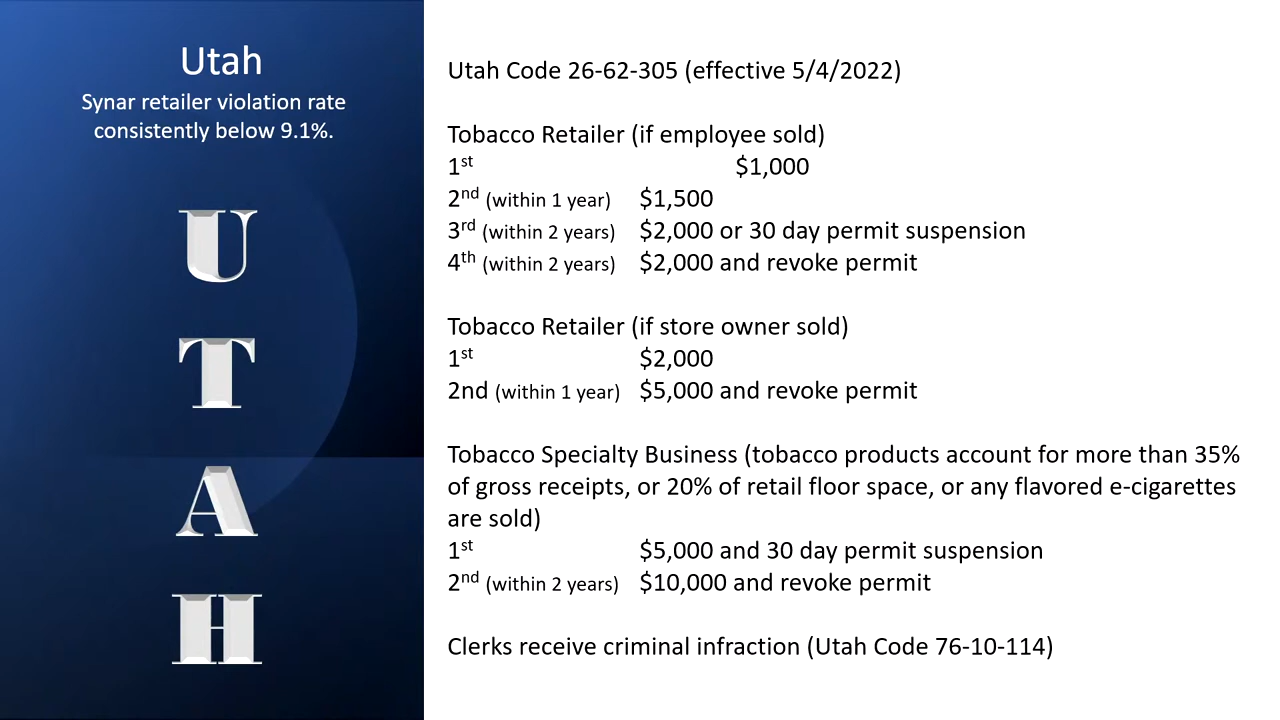 Utah
Synar retailer violation rate
consistently below 9.1%.
U
T
A
H
Utah Code 26-62-305 (effective 5/4/2022)
Tobacco Retailer (if employee sold)
1st $1,000
2nd (within 1 year) $1,500
3rd (within 2 years) $2,000 or 30 day permit suspension
4th (within 2 years) $2,000 and revoke permit
Tobacco Retailer (if store owner sold)
1st $2,000
2nd (within 1 year) $5,000 and revoke permit
Tobacco Specialty Business (tobacco products account for more than 35%
of gross receipts, or 20% of retail floor space, or any flavored e-cigarettes
are sold)
1st $5,000 and 30 day permit suspension
2nd (within 2 years) $10,000 and revoke permit
Clerks receive criminal infraction (Utah Code 76-10-114)